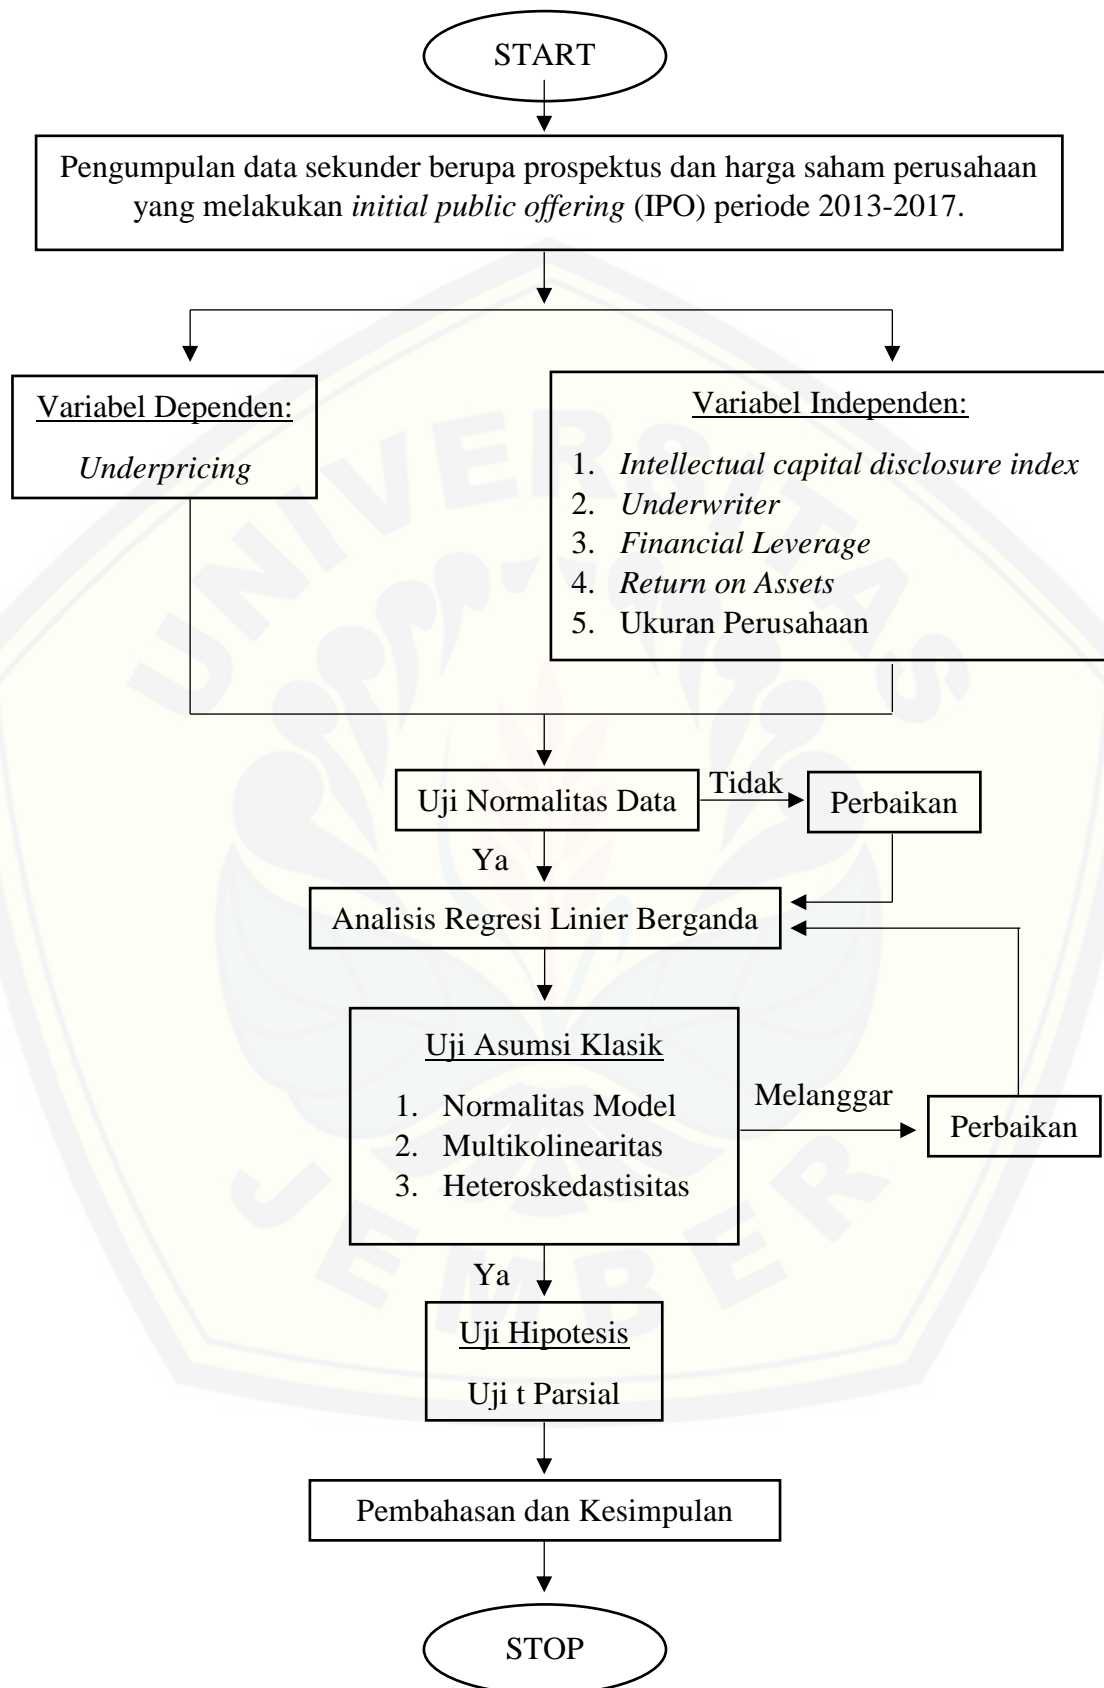 START
Pengumpulan data sekunder berupa prospektus dan harga saham perusahaan
yang melakukan initial public offering (IPO) periode 2013-2017.
Variabel Dependen:
Underpricing
Variabel Independen:
1. Intellectual capital disclosure index
2. Underwriter
3. Financial Leverage
4. Return on Assets
5. Ukuran Perusahaan
Uji Normalitas Data
Tidak
Perbaikan
Ya
Analisis Regresi Linier Berganda
Uji Asumsi Klasik
1. Normalitas Model
2. Multikolinearitas
3. Heteroskedastisitas
Melanggar
Perbaikan
Ya
Uji Hipotesis
Uji t Parsial
Pembahasan dan Kesimpulan
STOP
UNIVERSITAS
JEMBER